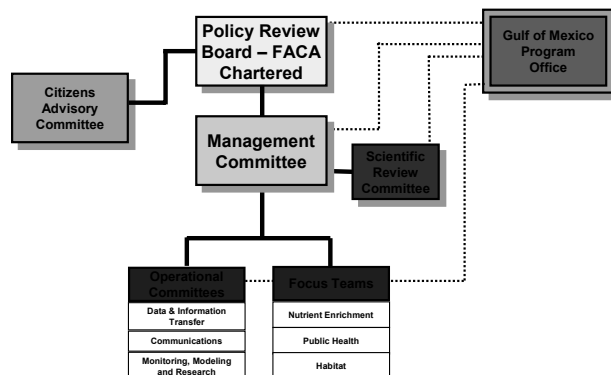 Policy Review
Board – FACA
Chartered
Gulf of Mexico
Program
Office
Citizens
Advisory
Committee
Management
Committee
Scientific
Review
Committee
Operational
Committees
Data & Information
Transfer
Communications
Monitoring, Modeling
and Research
Focus Teams
Nutrient Enrichment
Public Health
Habitat